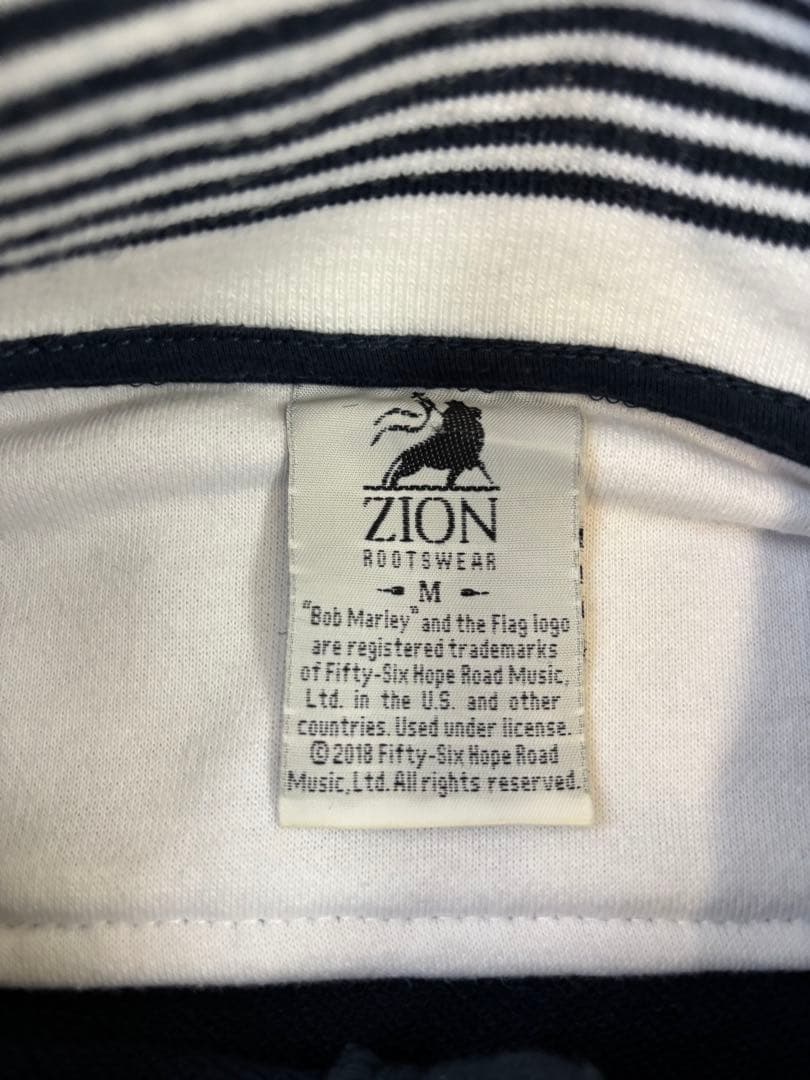 ZION
ROOTSWEAR
M
"Bob Marley" and the Flag logo
are registered trademarks
of Fifty-Six Hope Road Music,
Ltd. in the U.S. and other
countries. Used under license.
©2018 Fifty-Six Hope Road
Music,Ltd. All rights reserved.